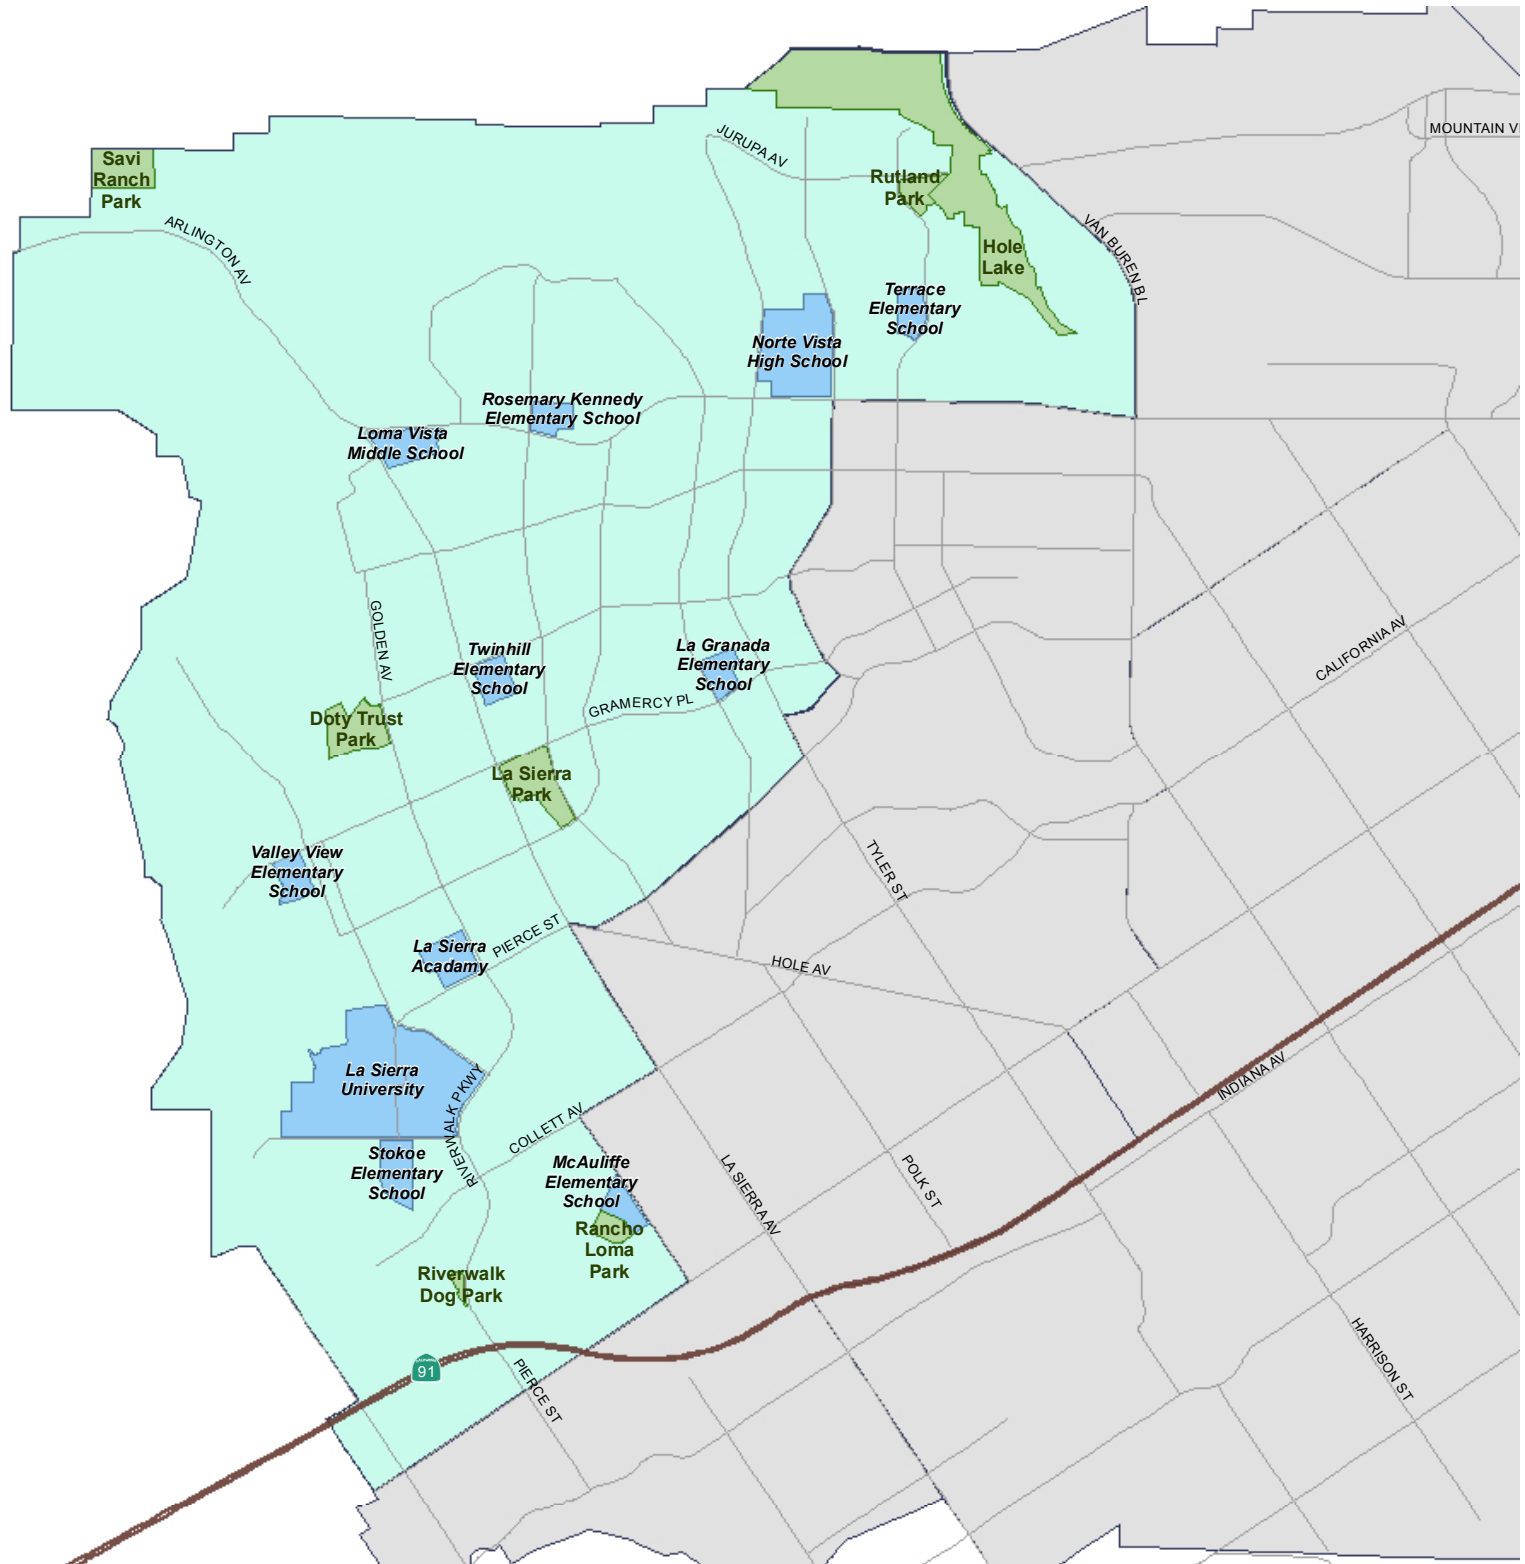 MOUNTAIN VI
JURUPA AV
Savi
Ranch
Park
Rutland
Park
ARLINGTON AV
VAN BUREN BL
Hole
Lake
Terrace
Elementary
School
Norte Vista
High School
Rosemary Kennedy
Elementary School
Loma Vista
Middle School
GOLDEN AV
Twinhill
Elementary
School
La Granada
Elementary
School
CALIFORNIA AV
GRAMERCY PL
Doty Trust
Park
La Sierra
Park
Valley View
Elementary
School
TYLER ST
PIERCE ST
La Sierra
Acadamy
HOLE AV
La Sierra
University
RIVERWALK PKWY
INDIANA AV
COLLETT AV
Stokoe
Elementary
School
McAuliffe
Elementary
School
LA SIERRA AV
POLK ST
Rancho
Loma
Park
Riverwalk
Dog Park
91
PIERCE ST
HARRISON ST